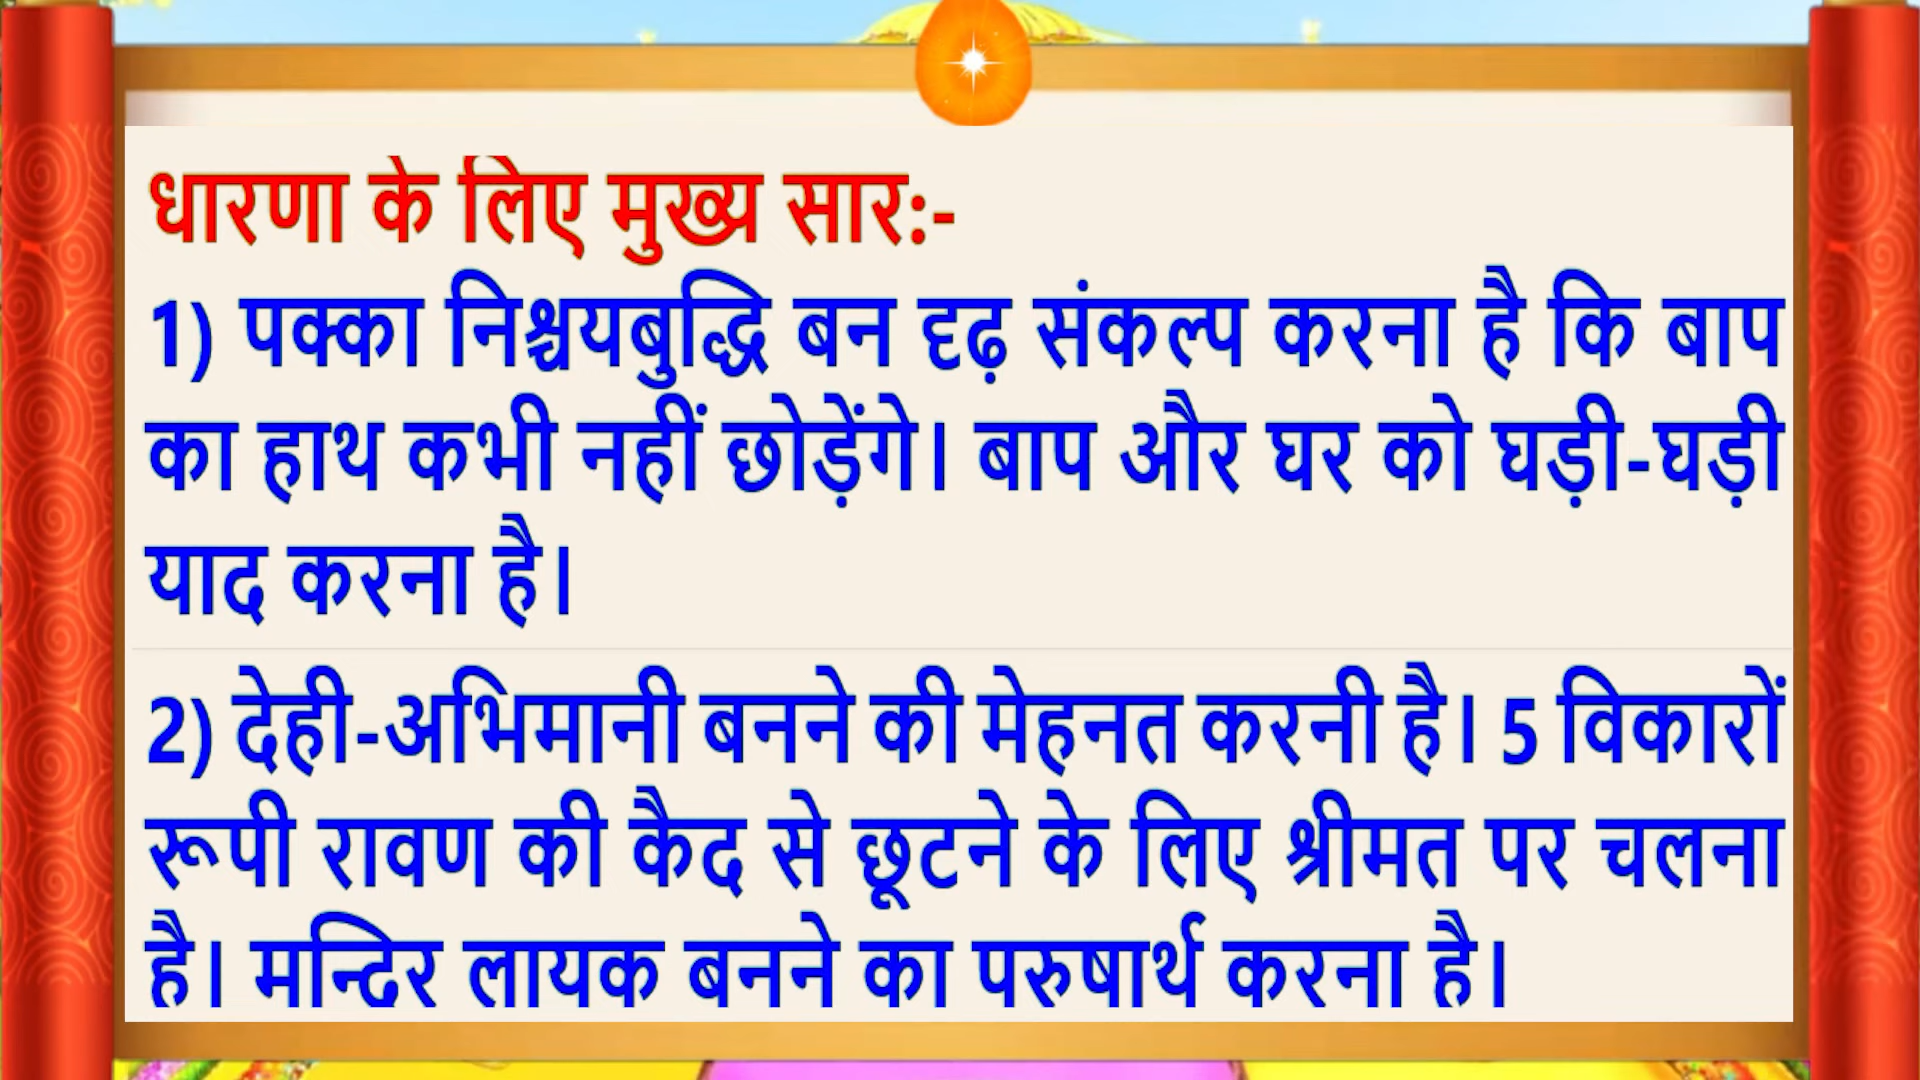 धारणा के लिए मुख्य सार:-
1) पक्का निश्चयबुद्धि बन दृढ़ संकल्प करना है कि बाप
का हाथ कभी नहीं छोड़ेंगे। बाप और घर को घड़ी-घड़ी
याद करना है।
2) देही-अभिमानी बनने की मेहनत करनी है। 5 विकारों
रूपी रावण की कैद से छूटने के लिए श्रीमत पर चलना
है। मन्दिर लायक बनने का परुषार्थ करना है।